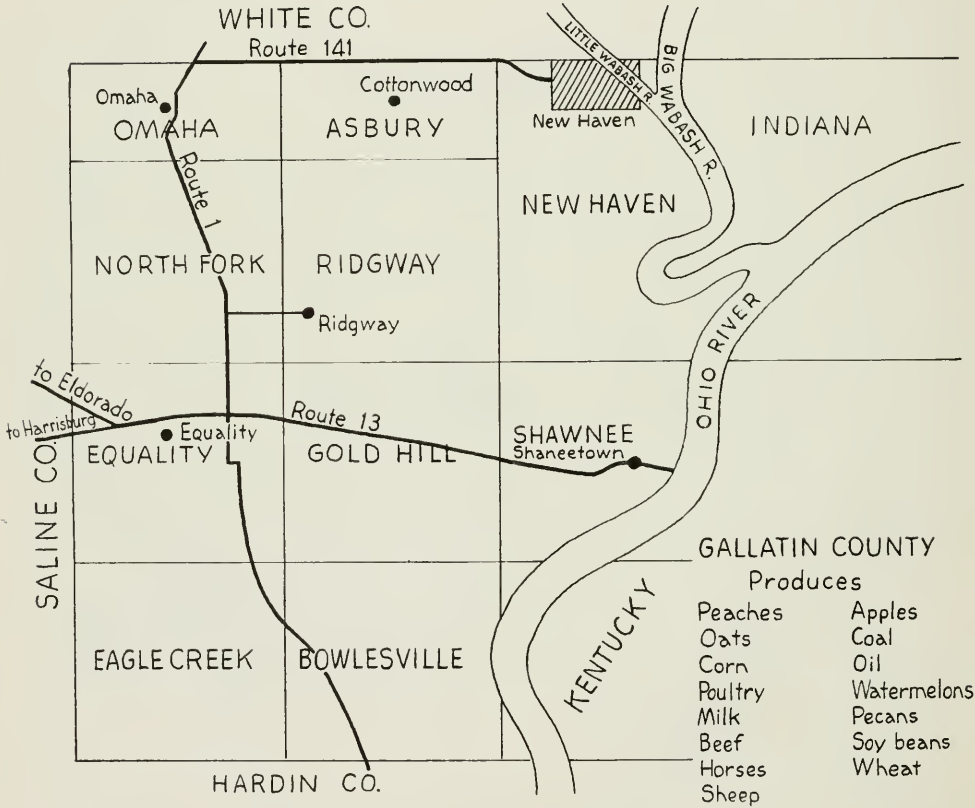 WHITE CO.
Route 141
LITTLE WABASH R.
BIG WABASH R.
Omaha
Cottonwood
New Haven
OMAHA
ASBURY
INDIANA
Route 1
NEW HAVEN
NORTH FORK
RIDGWAY
Ridgway
OHIO RIVER
to Eldorado
to Harrisburg
Route 13
Equality
SHAWNEE
EQUALITY
GOLD HILL
Shaneetown
SALINE CO.
GALLATIN COUNTY
Produces
Peaches Apples
Oats Coal
Corn Oil
Poultry Watermelons
Milk Pecans
Beef Soy beans
Horses Wheat
Sheep
KENTUCKY
EAGLE CREEK
BOWLESVILLE
HARDIN CO.